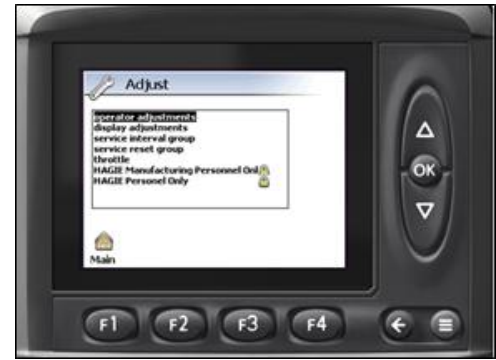 Adjust
operator adjustments
display adjustments
service interval group
service reset group
throttle
HAGIE Manufacturing Personnel Onl
HAGIE Personel Only
Main
OK
F1 F2 F3 F4